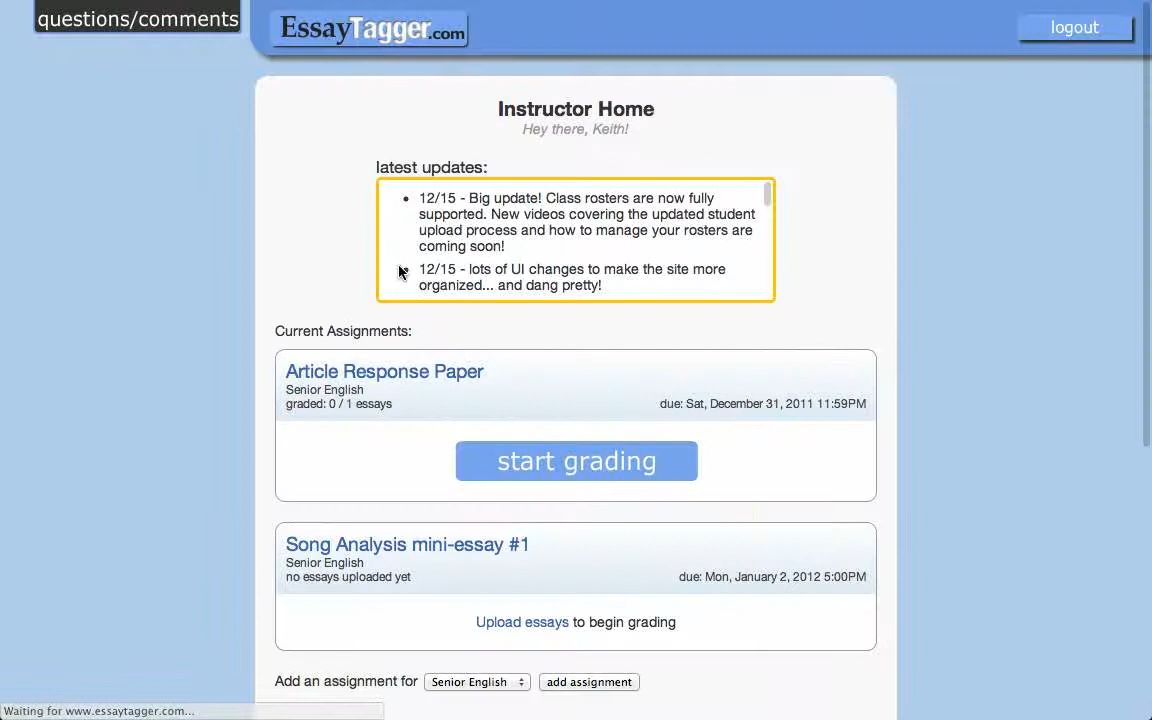 questions/comments
EssayTagger.com
logout
Instructor Home
Hey there, Keith!
latest updates:
• 12/15 - Big update! Class rosters are now fully
supported. New videos covering the updated student
upload process and how to manage your rosters are
coming soon!
12/15 - lots of UI changes to make the site more
organized... and dang pretty!
Current Assignments:
Article Response Paper
Senior English
graded: 0 / 1 essays
due: Sat, December 31, 2011 11:59PM
start grading
Song Analysis mini-essay #1
Senior English
no essays uploaded yet
due: Mon, January 2, 2012 5:00PM
Upload essays to begin grading
Add an assignment for Senior English add assignment
Waiting for www.essaytagger.com...